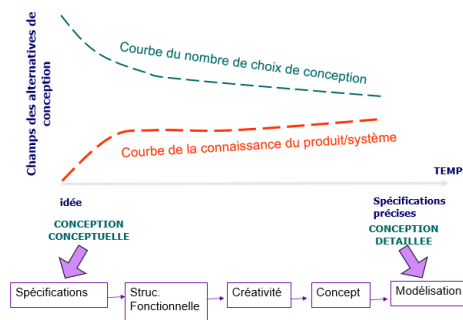 Champs des alternatives de
conception
Courbe du nombre de choix de conception
Courbe de la connaissance du produit/système
TEMPS
idée
CONCEPTION
CONCEPTUELLE
Spécifications
précises
CONCEPTION
DETAILLEE
Spécifications
Struc.
Fonctionnelle
Créativité
Concept
Modélisation